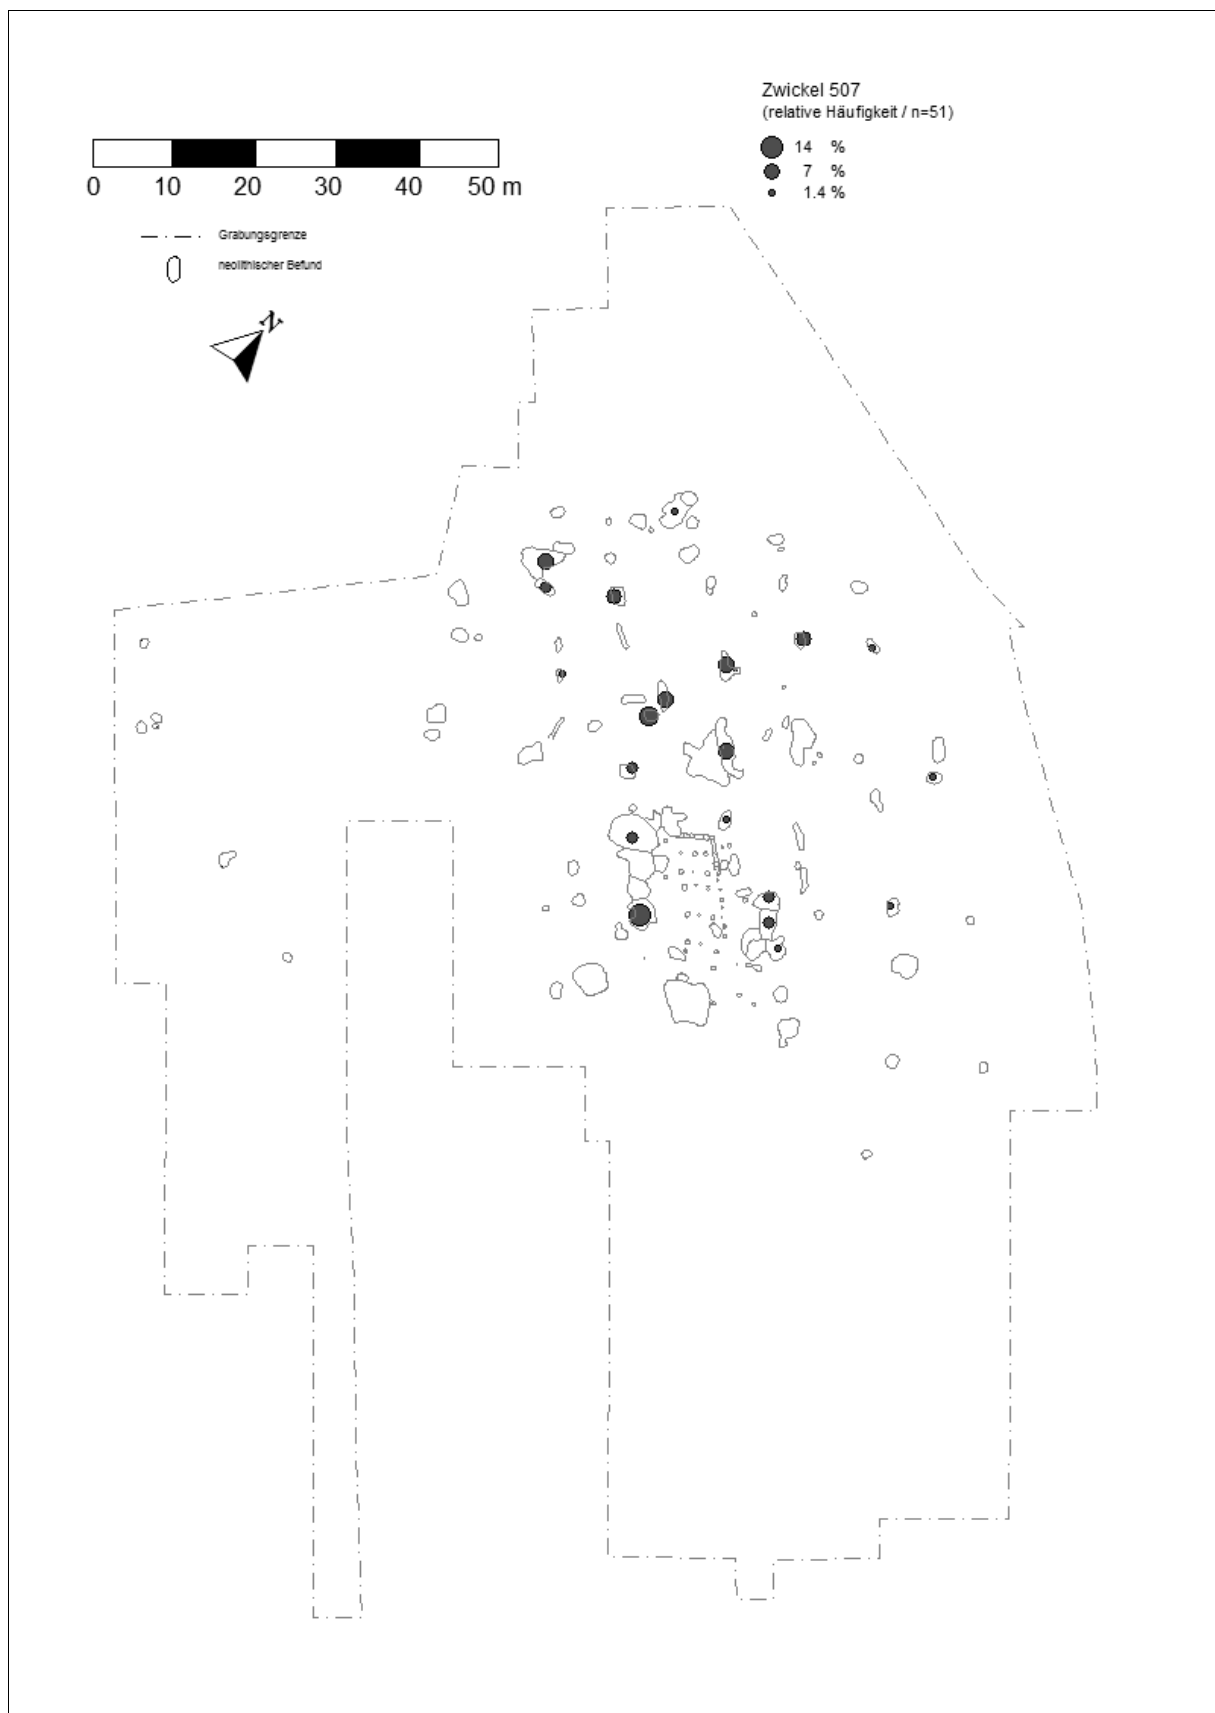 Zwickel 507
(relative Häufigkeit / n=51)
14 %
7 %
1.4 %
0 10 20 30 40 50 m
Grabungsgrenze
neolithischer Befund
N